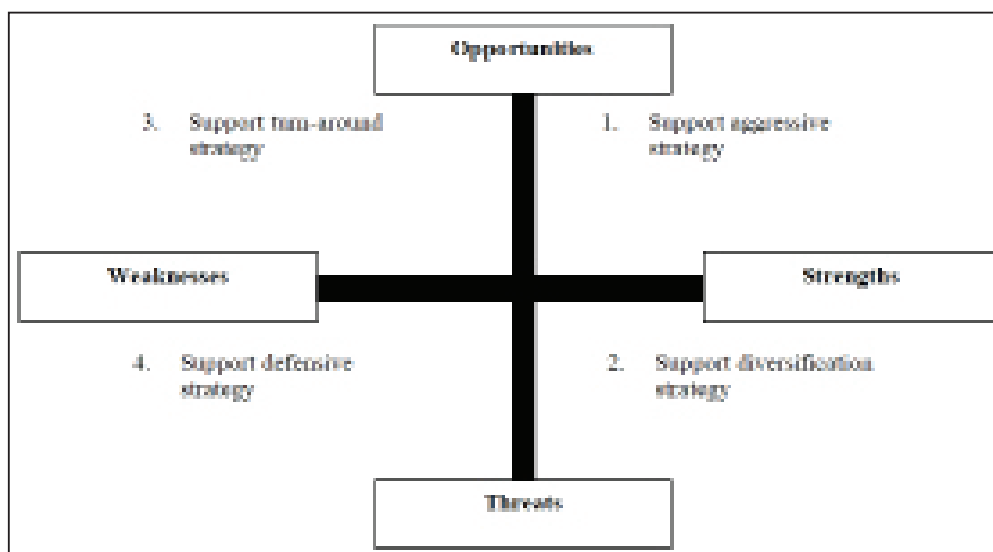 Opportunities
3. Support turn-around
strategy
1. Support aggressive
strategy
Weaknesses
Strengths
4. Support defensive
strategy
2. Support diversification
strategy
Threats